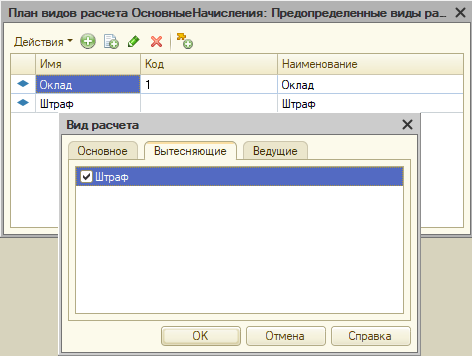 План видов расчета ОсновныеНачисления: Предопределенные виды ра...
Действия
Имя Код Наименование
Оклад 1 Оклад
Штраф Штраф
Вид расчета
Основное Вытесняющие Ведущие
Штраф
OK Отмена Справка